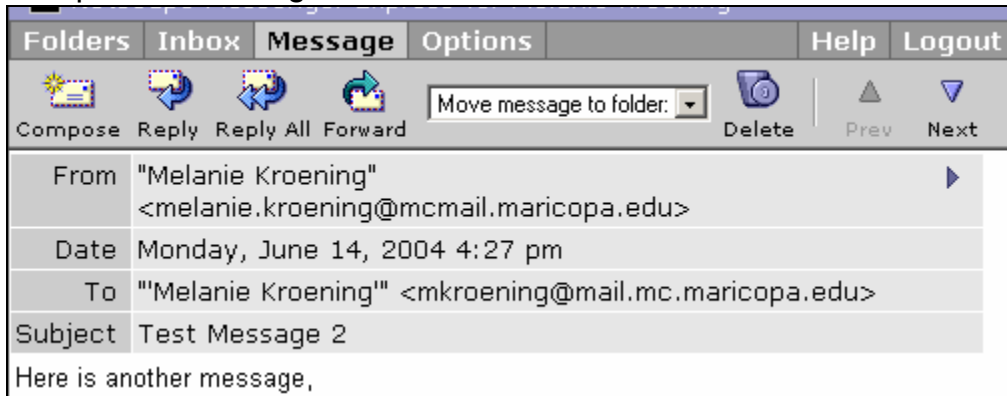 Folders Inbox Message Options Help Logout
Move message to folder:
Compose Reply Reply All Forward Delete Prev Next
From "Melanie Kroening"
<melanie.kroening@mcmail.maricopa.edu>
Date Monday, June 14, 2004 4:27 pm
To "'Melanie Kroening'" <mkroening@mail.mc.maricopa.edu>
Subject Test Message 2
Here is another message,